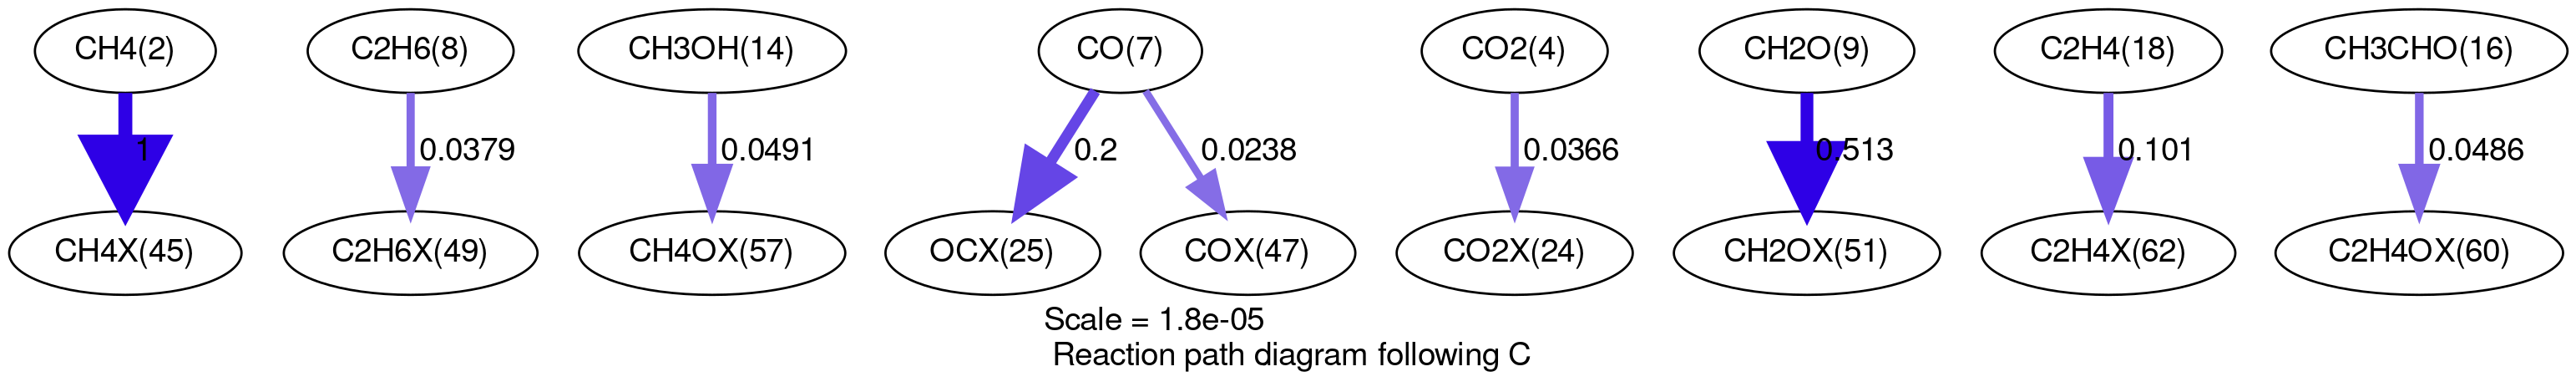 CH4(2)
C2H6(8)
CH3OH(14)
CO(7)
CO2(4)
CH2O(9)
C2H4(18)
CH3CHO(16)
1
0.0379
0.0491
0.2
0.0238
0.0366
0.513
0.101
0.0486
CH4X(45)
C2H6X(49)
CH4OX(57)
OCX(25)
COX(47)
CO2X(24)
CH2OX(51)
C2H4X(62)
C2H4OX(60)
Scale = 1.8e-05
Reaction path diagram following C